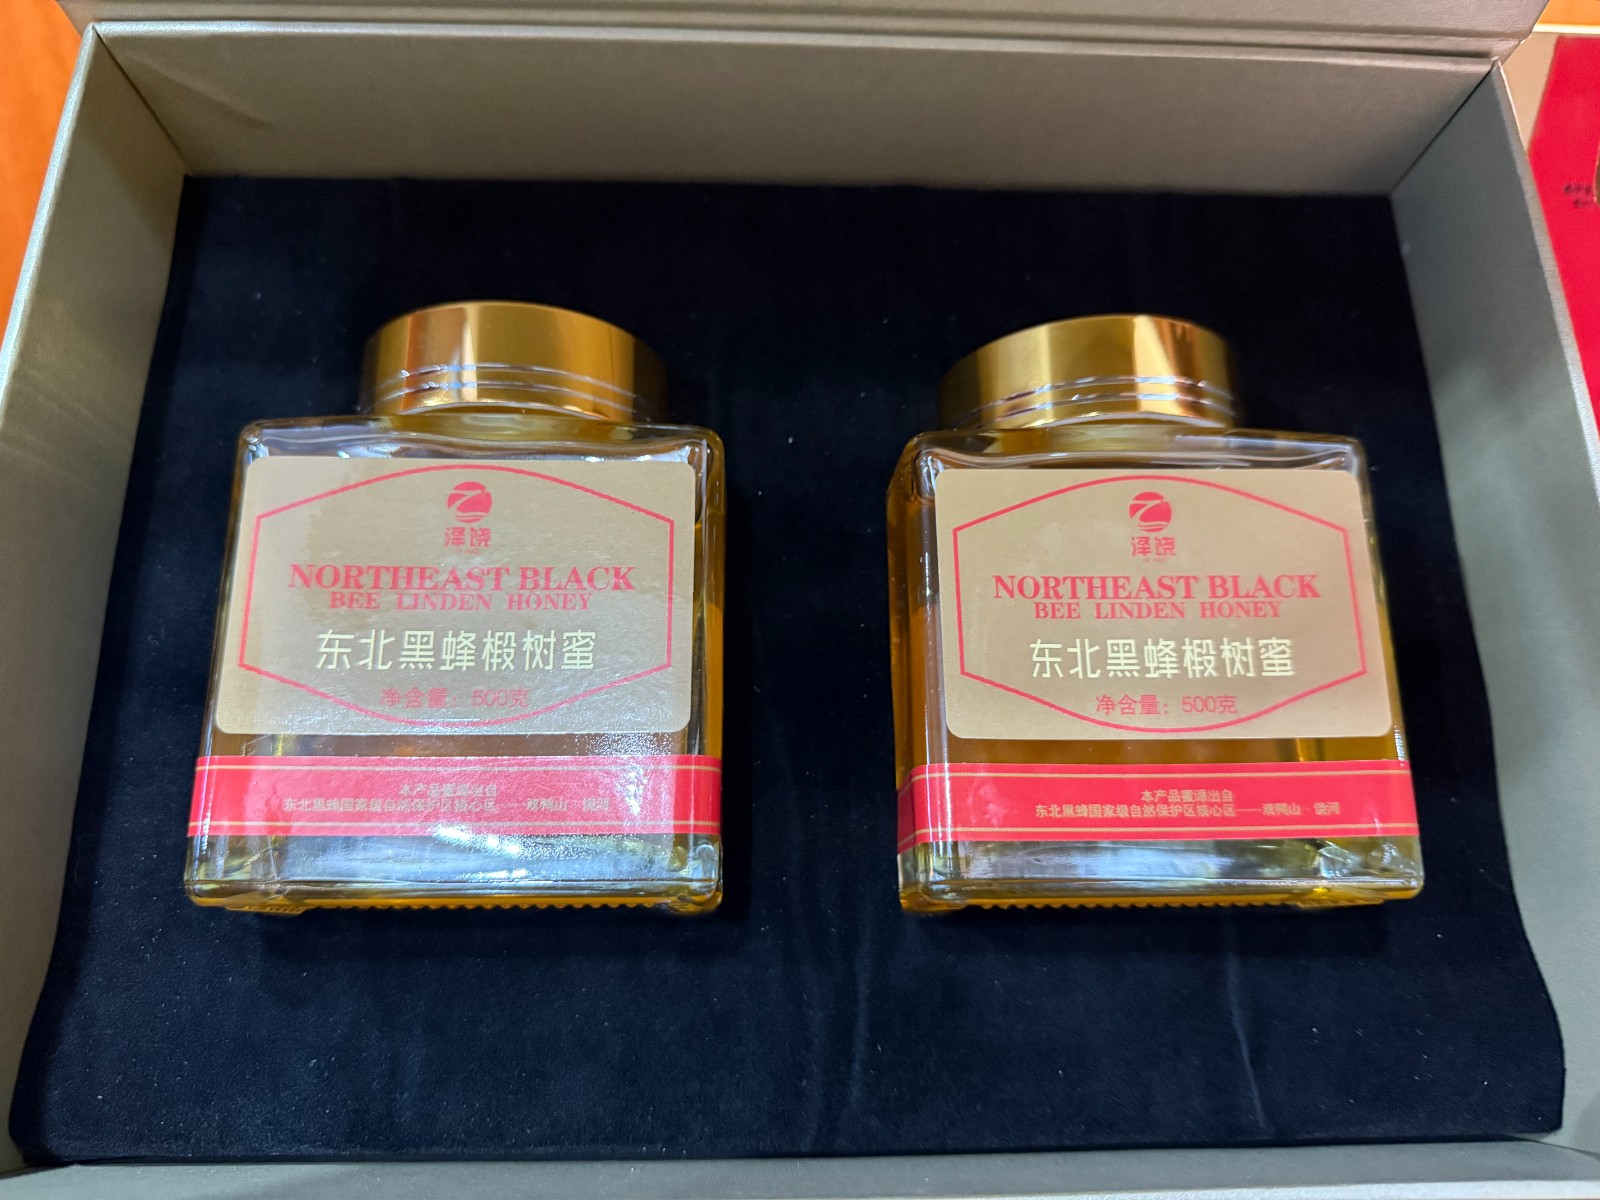 泽饶
NORTHEAST BLACK
BEE LINDEN HONEY
东北黑蜂椴树蜜
净含量：500克
本产品蜜源出自
东北黑蜂国家级自然保护区核心区——双鸭山 饶河
泽饶
NORTHEAST BLACK
BEE LINDEN HONEY
东北黑蜂椴树蜜
净含量：500克
本产品蜜源出自
东北黑蜂国家级自然保护区核心区——双鸭山 饶河